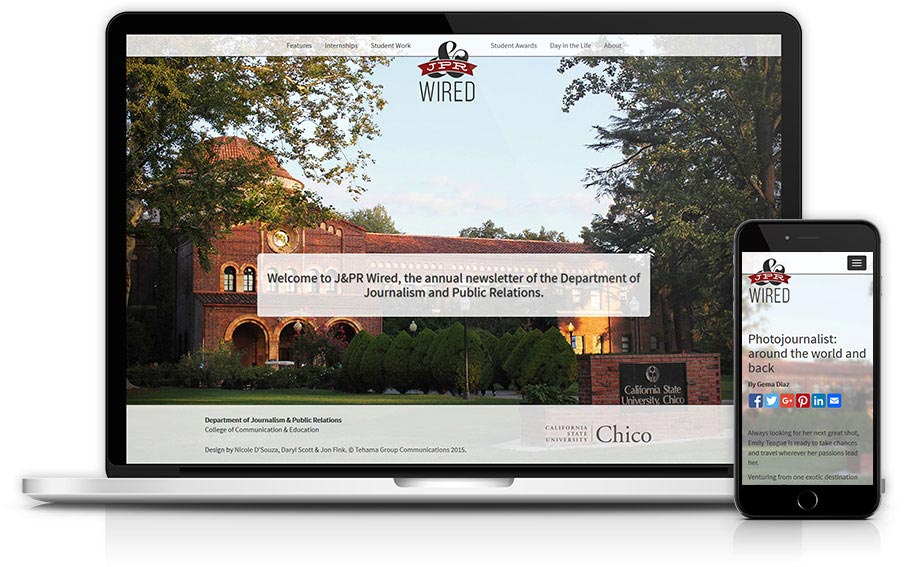 Features Internships Student Work Student Awards Day in the Life About
&
JPR
WIRED
Welcome to J&PR Wired, the annual newsletter of the Department of
Journalism and Public Relations.
California State
University, Chico
Department of Journalism & Public Relations
College of Communication & Education
CALIFORNIA
STATE
UNIVERSITY
Chico
Design by Nicole D'Souza, Daryl Scott & Jon Fink. © Tehama Group Communications 2015.
&
JPR
WIRED
Photojournalist:
around the world and
back
By Gema Diaz
Always looking for her next great shot,
Emily Teague is ready to take chances
and travel wherever her passions lead
her.
Venturing from one exotic destination